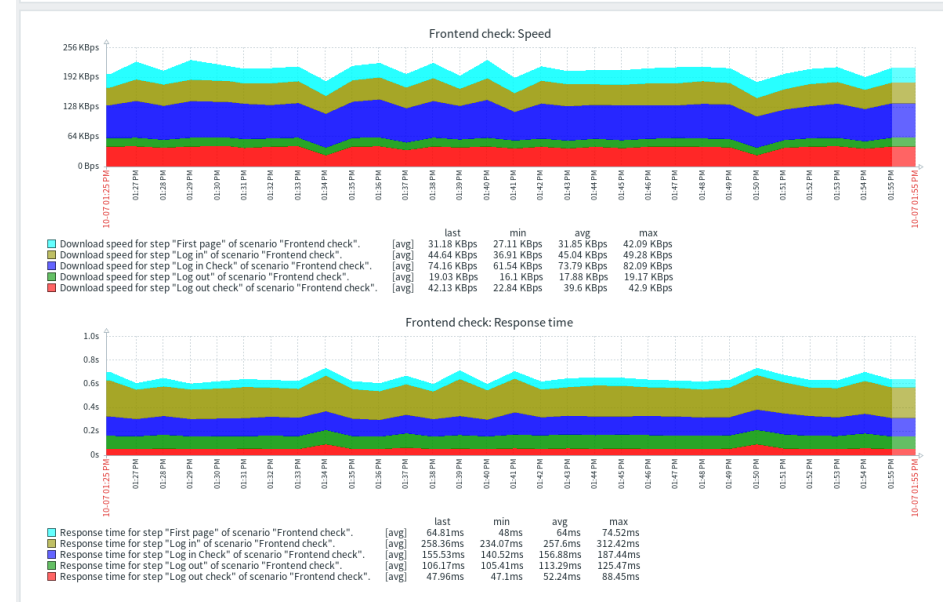 Frontend check: Speed
256 KBps
192 KBps
128 KBps
64 KBps
0 Bps
10-07 01:25 PM
01:27 PM
01:28 PM
01:29 PM
01:30 PM
01:31 PM
01:32 PM
01:33 PM
01:34 PM
01:35 PM
01:36 PM
01:37 PM
01:38 PM
01:39 PM
01:40 PM
01:41 PM
01:42 PM
01:43 PM
01:44 PM
01:45 PM
01:46 PM
01:47 PM
01:48 PM
01:49 PM
01:50 PM
01:51 PM
01:52 PM
01:53 PM
01:54 PM
01:55 PM
10-07 01:55 PM
last min avg max
Download speed for step "First page" of scenario "Frontend check". [avg] 31.18 KBps 27.11 KBps 31.85 KBps 42.09 KBps
Download speed for step "Log in" of scenario "Frontend check". [avg] 44.64 KBps 36.91 KBps 45.04 KBps 49.28 KBps
Download speed for step "Log in Check" of scenario "Frontend check". [avg] 74.16 KBps 61.54 KBps 73.79 KBps 82.09 KBps
Download speed for step "Log out" of scenario "Frontend check". [avg] 19.03 KBps 16.1 KBps 17.88 KBps 19.17 KBps
Download speed for step "Log out check" of scenario "Frontend check". [avg] 42.13 KBps 22.84 KBps 39.6 KBps 42.9 KBps
Frontend check: Response time
1.0s
0.8s
0.6s
0.4s
0.2s
0s
10-07 01:25 PM
01:27 PM
01:28 PM
01:29 PM
01:30 PM
01:31 PM
01:32 PM
01:33 PM
01:34 PM
01:35 PM
01:36 PM
01:37 PM
01:38 PM
01:39 PM
01:40 PM
01:41 PM
01:42 PM
01:43 PM
01:44 PM
01:45 PM
01:46 PM
01:47 PM
01:48 PM
01:49 PM
01:50 PM
01:51 PM
01:52 PM
01:53 PM
01:54 PM
01:55 PM
10-07 01:55 PM
last min avg max
Response time for step "First page" of scenario "Frontend check". [avg] 64.81ms 48ms 64ms 74.52ms
Response time for step "Log in" of scenario "Frontend check". [avg] 258.36ms 234.07ms 257.6ms 312.42ms
Response time for step "Log in Check" of scenario "Frontend check". [avg] 155.53ms 140.52ms 156.88ms 187.44ms
Response time for step "Log out" of scenario "Frontend check". [avg] 106.17ms 105.41ms 113.29ms 125.47ms
Response time for step "Log out check" of scenario "Frontend check". [avg] 47.96ms 47.1ms 52.24ms 88.45ms